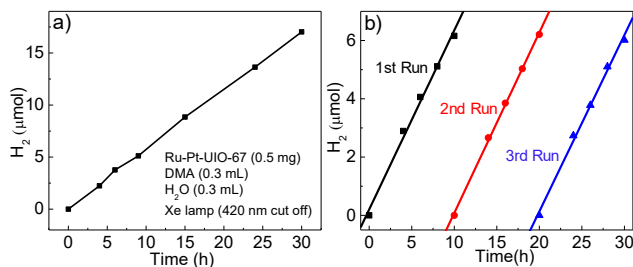 a)
H₂ (μmol)
15
10
5
0
Ru-Pt-UIO-67 (0.5 mg)
DMA (0.3 mL)
H₂O (0.3 mL)
Xe lamp (420 nm cut off)
0 5 10 15 20 25 30
Time (h)
b)
H₂ (μmol)
6
4
2
0
1st Run
2nd Run
3rd Run
0 5 10 15 20 25 30
Time(h)